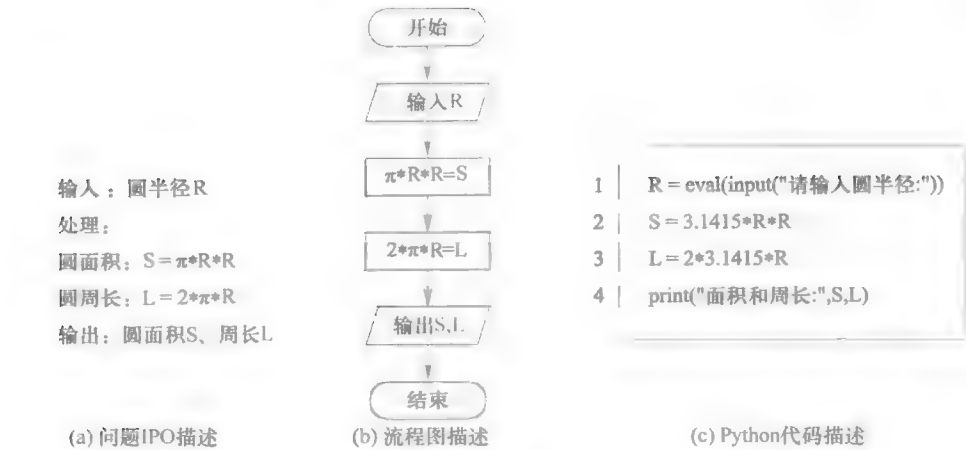 输入：圆半径R
处理：
圆面积：S=π*R*R
圆周长：L=2*π*R
输出：圆面积S、周长L
(a) 问题IPO描述
开始
输入R
π*R*R=S
2*π*R=L
输出S,L
结束
(b) 流程图描述
1 R = eval(input("请输入圆半径:"))
2 S = 3.1415*R*R
3 L = 2*3.1415*R
4 print("面积和周长:",S,L)
(c) Python代码描述